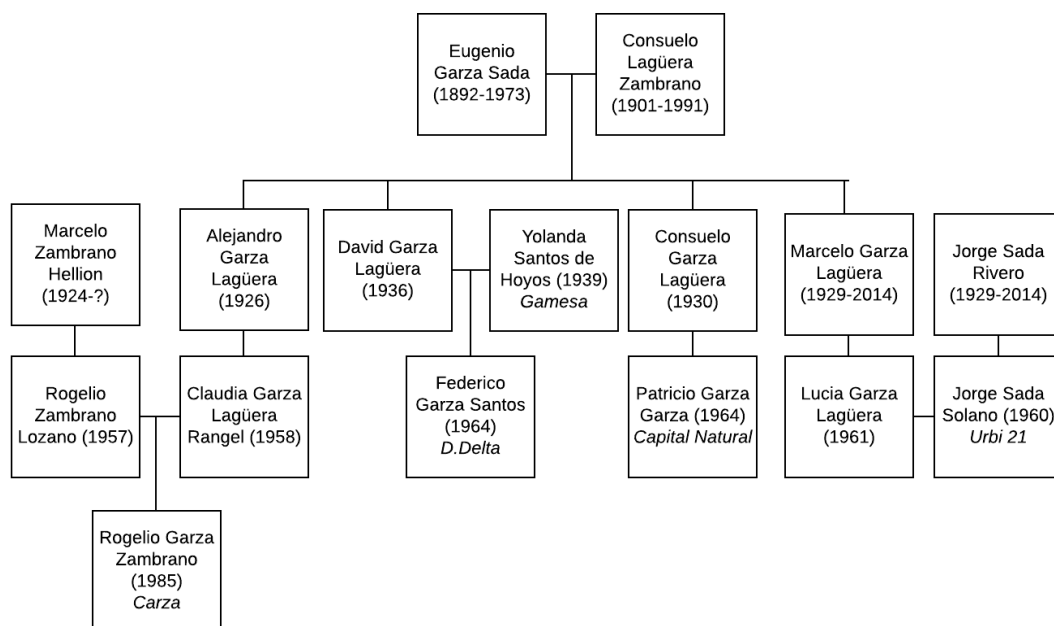 Eugenio
Garza Sada
(1892-1973)
Consuelo
Lagüera
Zambrano
(1901-1991)
Marcelo
Zambrano
Hellion
(1924-?)
Alejandro
Garza
Lagüera
(1926)
David Garza
Lagüera
(1936)
Yolanda
Santos de
Hoyos (1939)
Gamesa
Consuelo
Garza
Lagüera
(1930)
Marcelo Garza
Lagüera
(1929-2014)
Jorge Sada
Rivero
(1929-2014)
Rogelio
Zambrano
Lozano (1957)
Claudia Garza
Lagüera
Rangel (1958)
Federico
Garza Santos
(1964)
D.Delta
Patricio Garza
Garza (1964)
Capital Natural
Lucia Garza
Lagüera
(1961)
Jorge Sada
Solano (1960)
Urbi 21
Rogelio Garza
Zambrano
(1985)
Carza